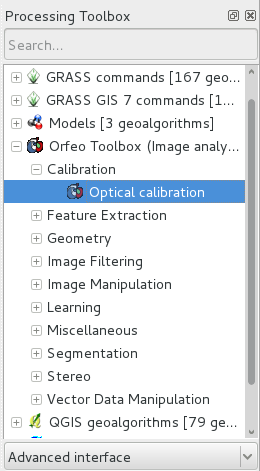 Processing Toolbox
Search...
GRASS commands [167 geo...
GRASS GIS 7 commands [1...
Models [3 geoalgorithms]
Orfeo Toolbox (Image analy...
Calibration
Optical calibration
Feature Extraction
Geometry
Image Filtering
Image Manipulation
Learning
Miscellaneous
Segmentation
Stereo
Vector Data Manipulation
QGIS geoalgorithms [79 ge...
Advanced interface